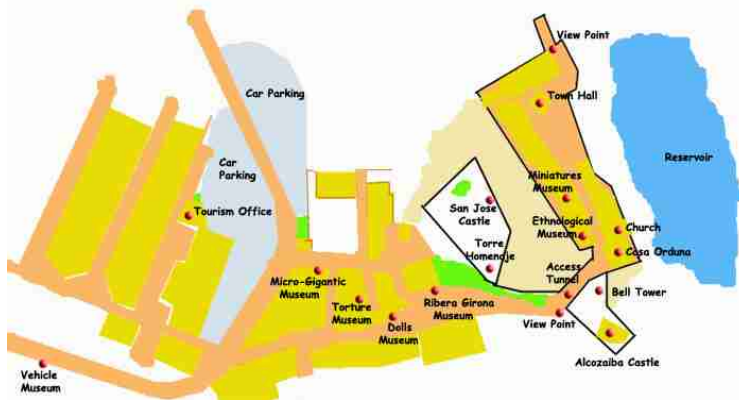 View Point
Car Parking
Town Hall
Car
Parking
Reservoir
Miniatures
Museum
San Jose
Castle
Tourism Office
Ethnological
Museum
Church
Torre
Homenaje
Casa Orduna
Access
Tunnel
Micro-Gigantic
Museum
Bell Tower
Torture
Museum
Ribera Girona
Museum
Dolls
Museum
View Point
Alcozaiba Castle
Vehicle
Museum